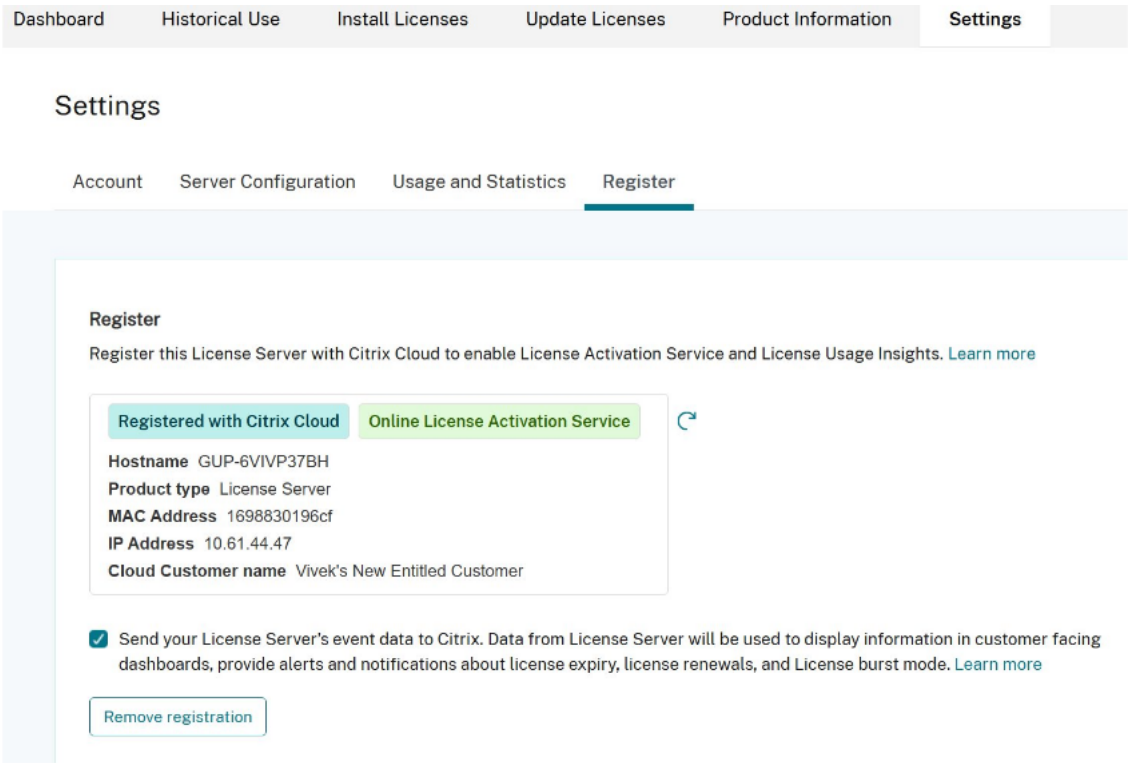 Dashboard Historical Use Install Licenses Update Licenses Product Information Settings
Settings
Account Server Configuration Usage and Statistics Register
Register
Register this License Server with Citrix Cloud to enable License Activation Service and License Usage Insights. Learn more
Registered with Citrix Cloud Online License Activation Service
Hostname GUP-6VIVP37BH
Product type License Server
MAC Address 1698830196cf
IP Address 10.61.44.47
Cloud Customer name Vivek's New Entitled Customer
Send your License Server's event data to Citrix. Data from License Server will be used to display information in customer facing
dashboards, provide alerts and notifications about license expiry, license renewals, and License burst mode. Learn more
Remove registration